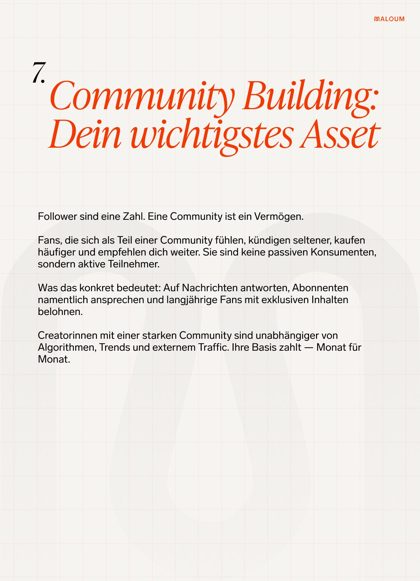 MALOUM
7.
Community Building:
Dein wichtigstes Asset
Follower sind eine Zahl. Eine Community ist ein Vermögen.
Fans, die sich als Teil einer Community fühlen, kündigen seltener, kaufen
häufiger und empfehlen dich weiter. Sie sind keine passiven Konsumenten,
sondern aktive Teilnehmer.
Was das konkret bedeutet: Auf Nachrichten antworten, Abonnenten
namentlich ansprechen und langjährige Fans mit exklusiven Inhalten
belohnen.
Creatorinnen mit einer starken Community sind unabhängiger von
Algorithmen, Trends und externem Traffic. Ihre Basis zahlt — Monat für
Monat.